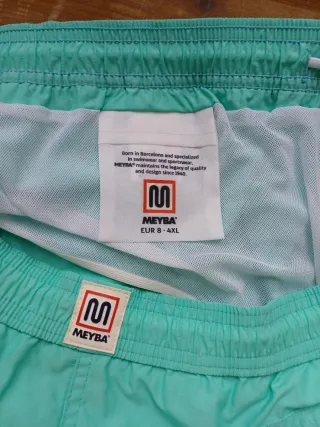 Born in Barcelona and specialized
in swimwear and sportwear,
MEYBA® maintains the legacy of quality
and design since 1940.
MEYBA®
EUR 8 - 4XL
MEYBA®